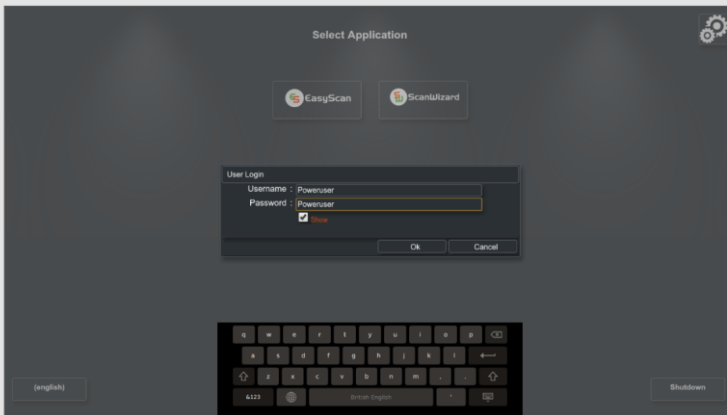 Select Application
EasyScan
ScanWizard
User Login
Username : Poweruser
Password : Poweruser
Show
Ok Cancel
q w e r t y u i o p
a s d f g h j k l
z x c v b n m , .
&123 British English '
(english)
Shutdown